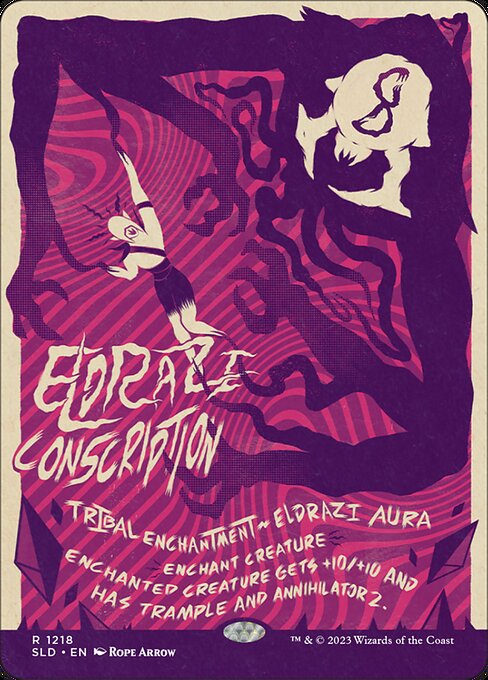 ELDRAZI
CONSCRIPTION
TRIBAL ENCHANTMENT ~ ELDRAZI AURA
ENCHANT CREATURE
ENCHANTED CREATURE GETS +10/+10 AND
HAS TRAMPLE AND ANNIHILATOR 2.
R 1218
SLD • EN ROPE ARROW
™ & © 2023 Wizards of the Coast